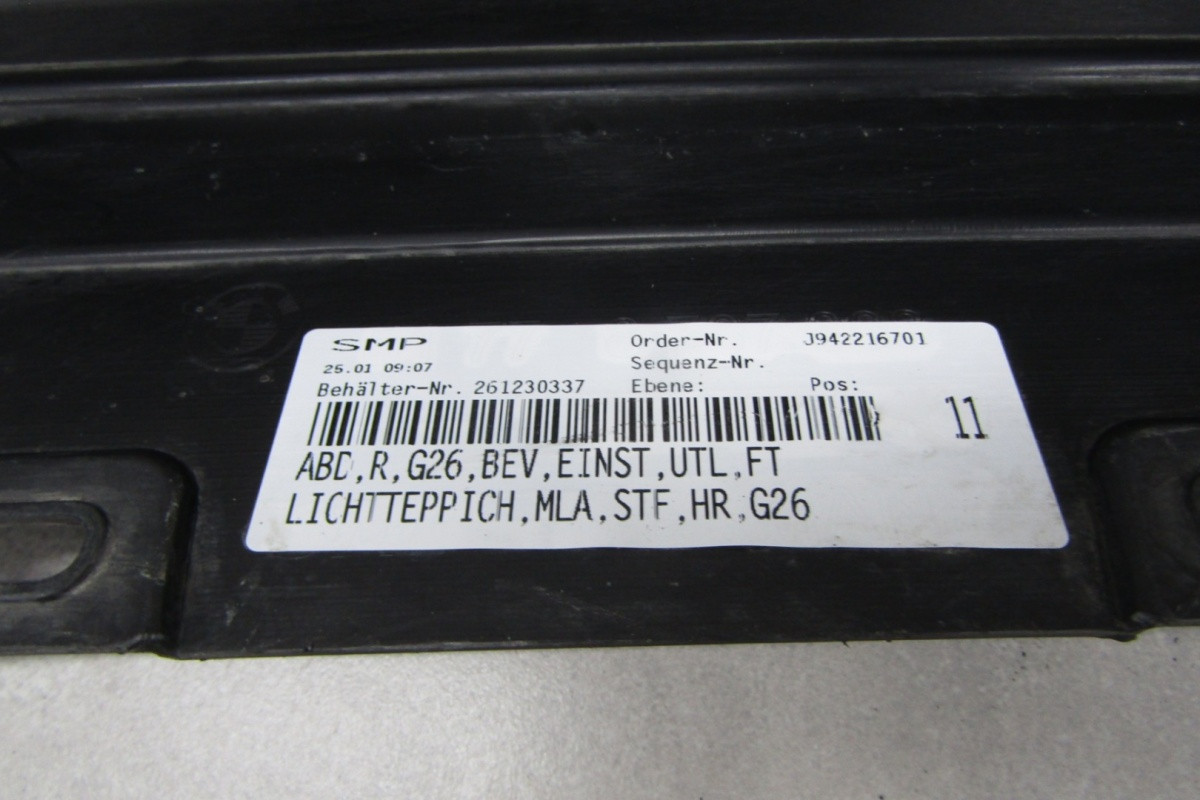 SMP
25.01 09:07
Behälter-Nr. 261230337
Order-Nr. J942216701
Sequenz-Nr.
Ebene: Pos:
11
ABD,R,G26,BEV,EINST,UTL,FT
LICHTTEPPICH,MLA,STF,HR,G26